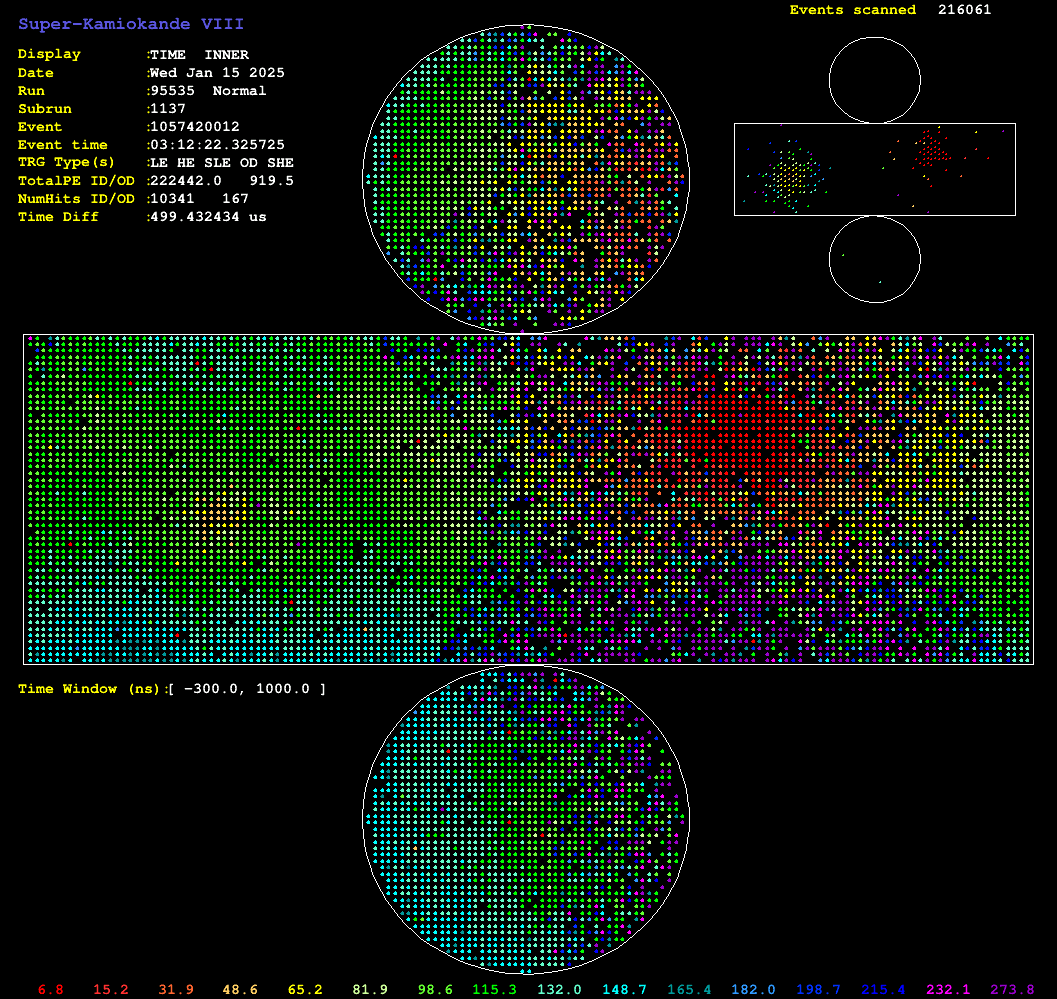 Super-Kamiokande VIII
Events scanned 216061
Display :TIME INNER
Date :Wed Jan 15 2025
Run :95535 Normal
Subrun :1137
Event :1057420012
Event time :03:12:22.325725
TRG Type(s) :LE HE SLE OD SHE
TotalPE ID/OD :222442.0 919.5
NumHits ID/OD :10341 167
Time Diff :499.432434 us
Time Window (ns):[ -300.0, 1000.0 ]
6.8 15.2 31.9 48.6 65.2 81.9 98.6 115.3 132.0 148.7 165.4 182.0 198.7 215.4 232.1 273.8